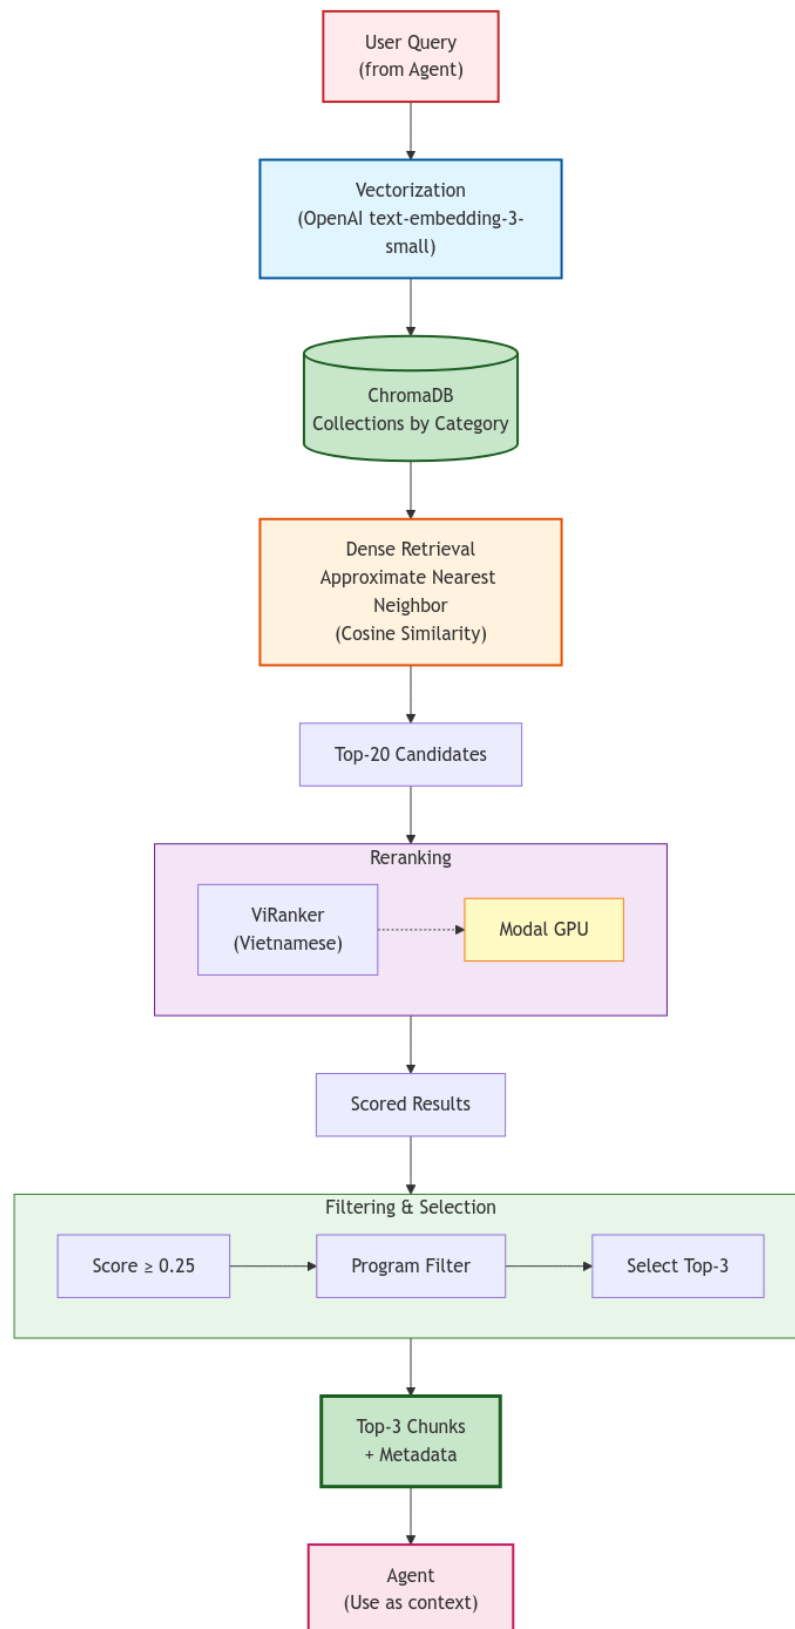 User Query
(from Agent)
Vectorization
(OpenAI text-embedding-3-
small)
ChromaDB
Collections by Category
Dense Retrieval
Approximate Nearest
Neighbor
(Cosine Similarity)
Top-20 Candidates
Reranking
ViRanker
(Vietnamese)
Modal GPU
Scored Results
Filtering & Selection
Score ≥ 0.25
Program Filter
Select Top-3
Top-3 Chunks
+ Metadata
Agent
(Use as context)